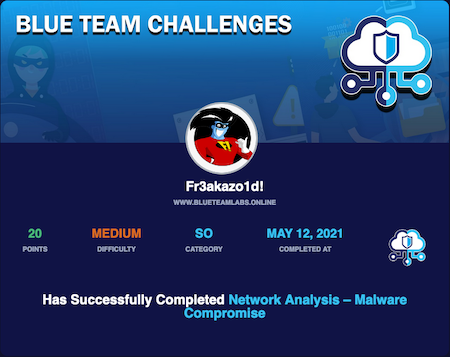 BLUE TEAM CHALLENGES
Fr3akazo1d!
WWW.BLUETEAMLABS.ONLINE
20 MEDIUM SO MAY 12, 2021
POINTS DIFFICULTY CATEGORY COMPLETED AT
Has Successfully Completed Network Analysis – Malware
Compromise